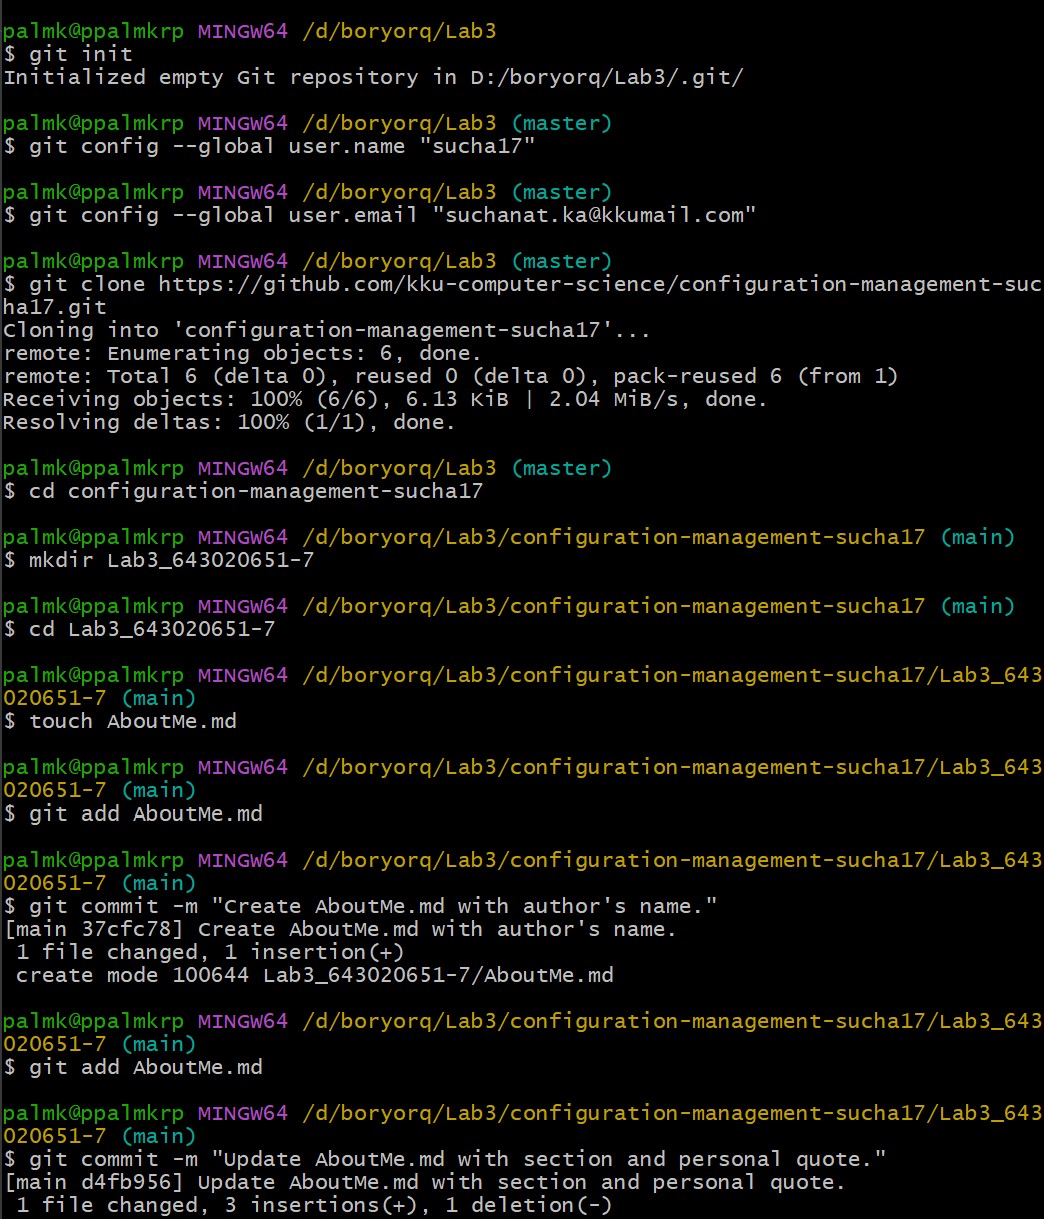 palmk@ppalmkrp MINGW64 /d/boryorq/Lab3
$ git init
Initialized empty Git repository in D:/boryorq/Lab3/.git/
palmk@ppalmkrp MINGW64 /d/boryorq/Lab3 (master)
$ git config --global user.name "sucha17"
palmk@ppalmkrp MINGW64 /d/boryorq/Lab3 (master)
$ git config --global user.email "suchanat.ka@kkumail.com"
palmk@ppalmkrp MINGW64 /d/boryorq/Lab3 (master)
$ git clone https://github.com/kku-computer-science/configuration-management-suc
ha17.git
Cloning into 'configuration-management-sucha17'...
remote: Enumerating objects: 6, done.
remote: Total 6 (delta 0), reused 0 (delta 0), pack-reused 6 (from 1)
Receiving objects: 100% (6/6), 6.13 KiB | 2.04 MiB/s, done.
Resolving deltas: 100% (1/1), done.
palmk@ppalmkrp MINGW64 /d/boryorq/Lab3 (master)
$ cd configuration-management-sucha17
palmk@ppalmkrp MINGW64 /d/boryorq/Lab3/configuration-management-sucha17 (main)
$ mkdir Lab3_643020651-7
palmk@ppalmkrp MINGW64 /d/boryorq/Lab3/configuration-management-sucha17 (main)
$ cd Lab3_643020651-7
palmk@ppalmkrp MINGW64 /d/boryorq/Lab3/configuration-management-sucha17/Lab3_643
020651-7 (main)
$ touch AboutMe.md
palmk@ppalmkrp MINGW64 /d/boryorq/Lab3/configuration-management-sucha17/Lab3_643
020651-7 (main)
$ git add AboutMe.md
palmk@ppalmkrp MINGW64 /d/boryorq/Lab3/configuration-management-sucha17/Lab3_643
020651-7 (main)
$ git commit -m "Create AboutMe.md with author's name."
[main 37cfc78] Create AboutMe.md with author's name.
 1 file changed, 1 insertion(+)
 create mode 100644 Lab3_643020651-7/AboutMe.md
palmk@ppalmkrp MINGW64 /d/boryorq/Lab3/configuration-management-sucha17/Lab3_643
020651-7 (main)
$ git add AboutMe.md
palmk@ppalmkrp MINGW64 /d/boryorq/Lab3/configuration-management-sucha17/Lab3_643
020651-7 (main)
$ git commit -m "Update AboutMe.md with section and personal quote."
[main d4fb956] Update AboutMe.md with section and personal quote.
 1 file changed, 3 insertions(+), 1 deletion(-)